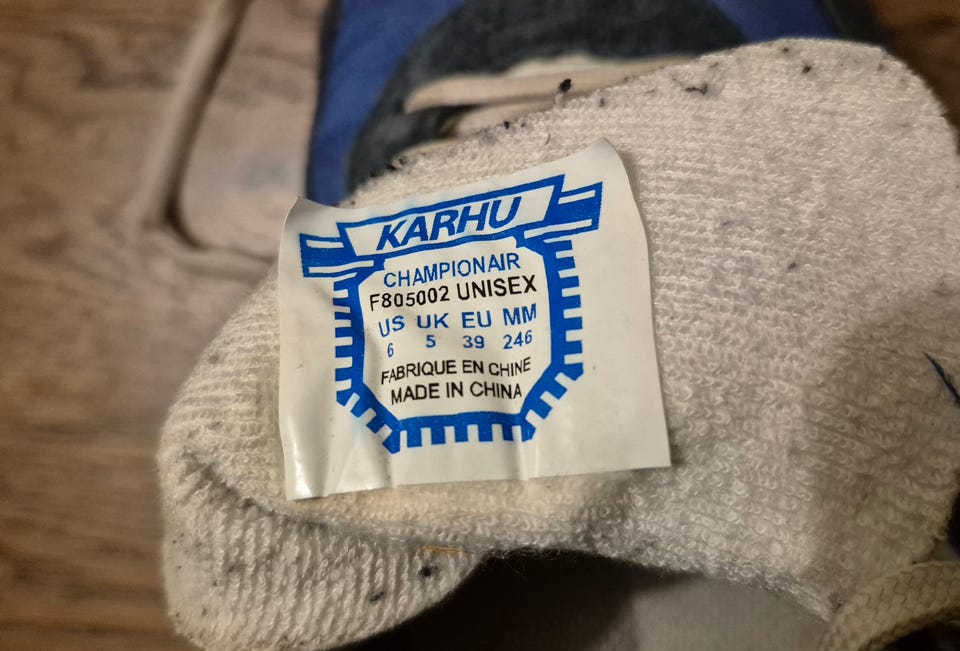 KARHU
CHAMPIONAIR
F805002 UNISEX
US UK EU MM
6 5 39 246
FABRIQUE EN CHINE
MADE IN CHINA